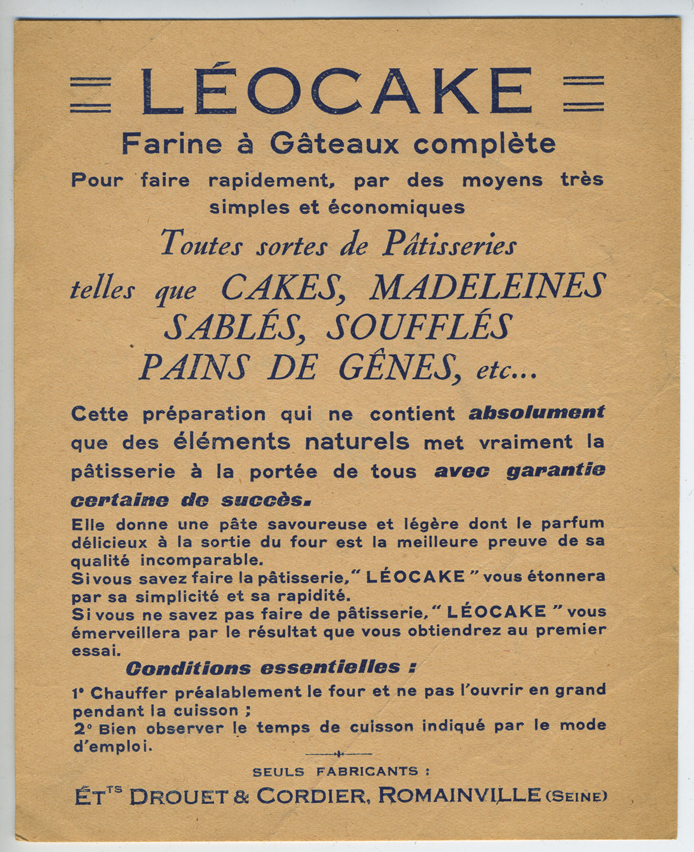 LÉOCAKE
Farine à Gâteaux complète
Pour faire rapidement, par des moyens très
simples et économiques
Toutes sortes de Pâtisseries
telles que CAKES, MADELEINES
SABLÉS, SOUFFLÉS
PAINS DE GÊNES, etc...
Cette préparation qui ne contient absolument
que des éléments naturels met vraiment la
pâtisserie à la portée de tous avec garantie
certaine de succès.
Elle donne une pâte savoureuse et légère dont le parfum
délicieux à la sortie du four est la meilleure preuve de sa
qualité incomparable.
Si vous savez faire la pâtisserie, “ LÉOCAKE ” vous étonnera
par sa simplicité et sa rapidité.
Si vous ne savez pas faire de pâtisserie, “ LÉOCAKE ” vous
émerveillera par le résultat que vous obtiendrez au premier
essai.
Conditions essentielles :
1° Chauffer préalablement le four et ne pas l'ouvrir en grand
pendant la cuisson ;
2° Bien observer le temps de cuisson indiqué par le mode
d'emploi.
SEULS FABRICANTS :
ÉTTS DROUET & CORDIER, ROMAINVILLE (SEINE)